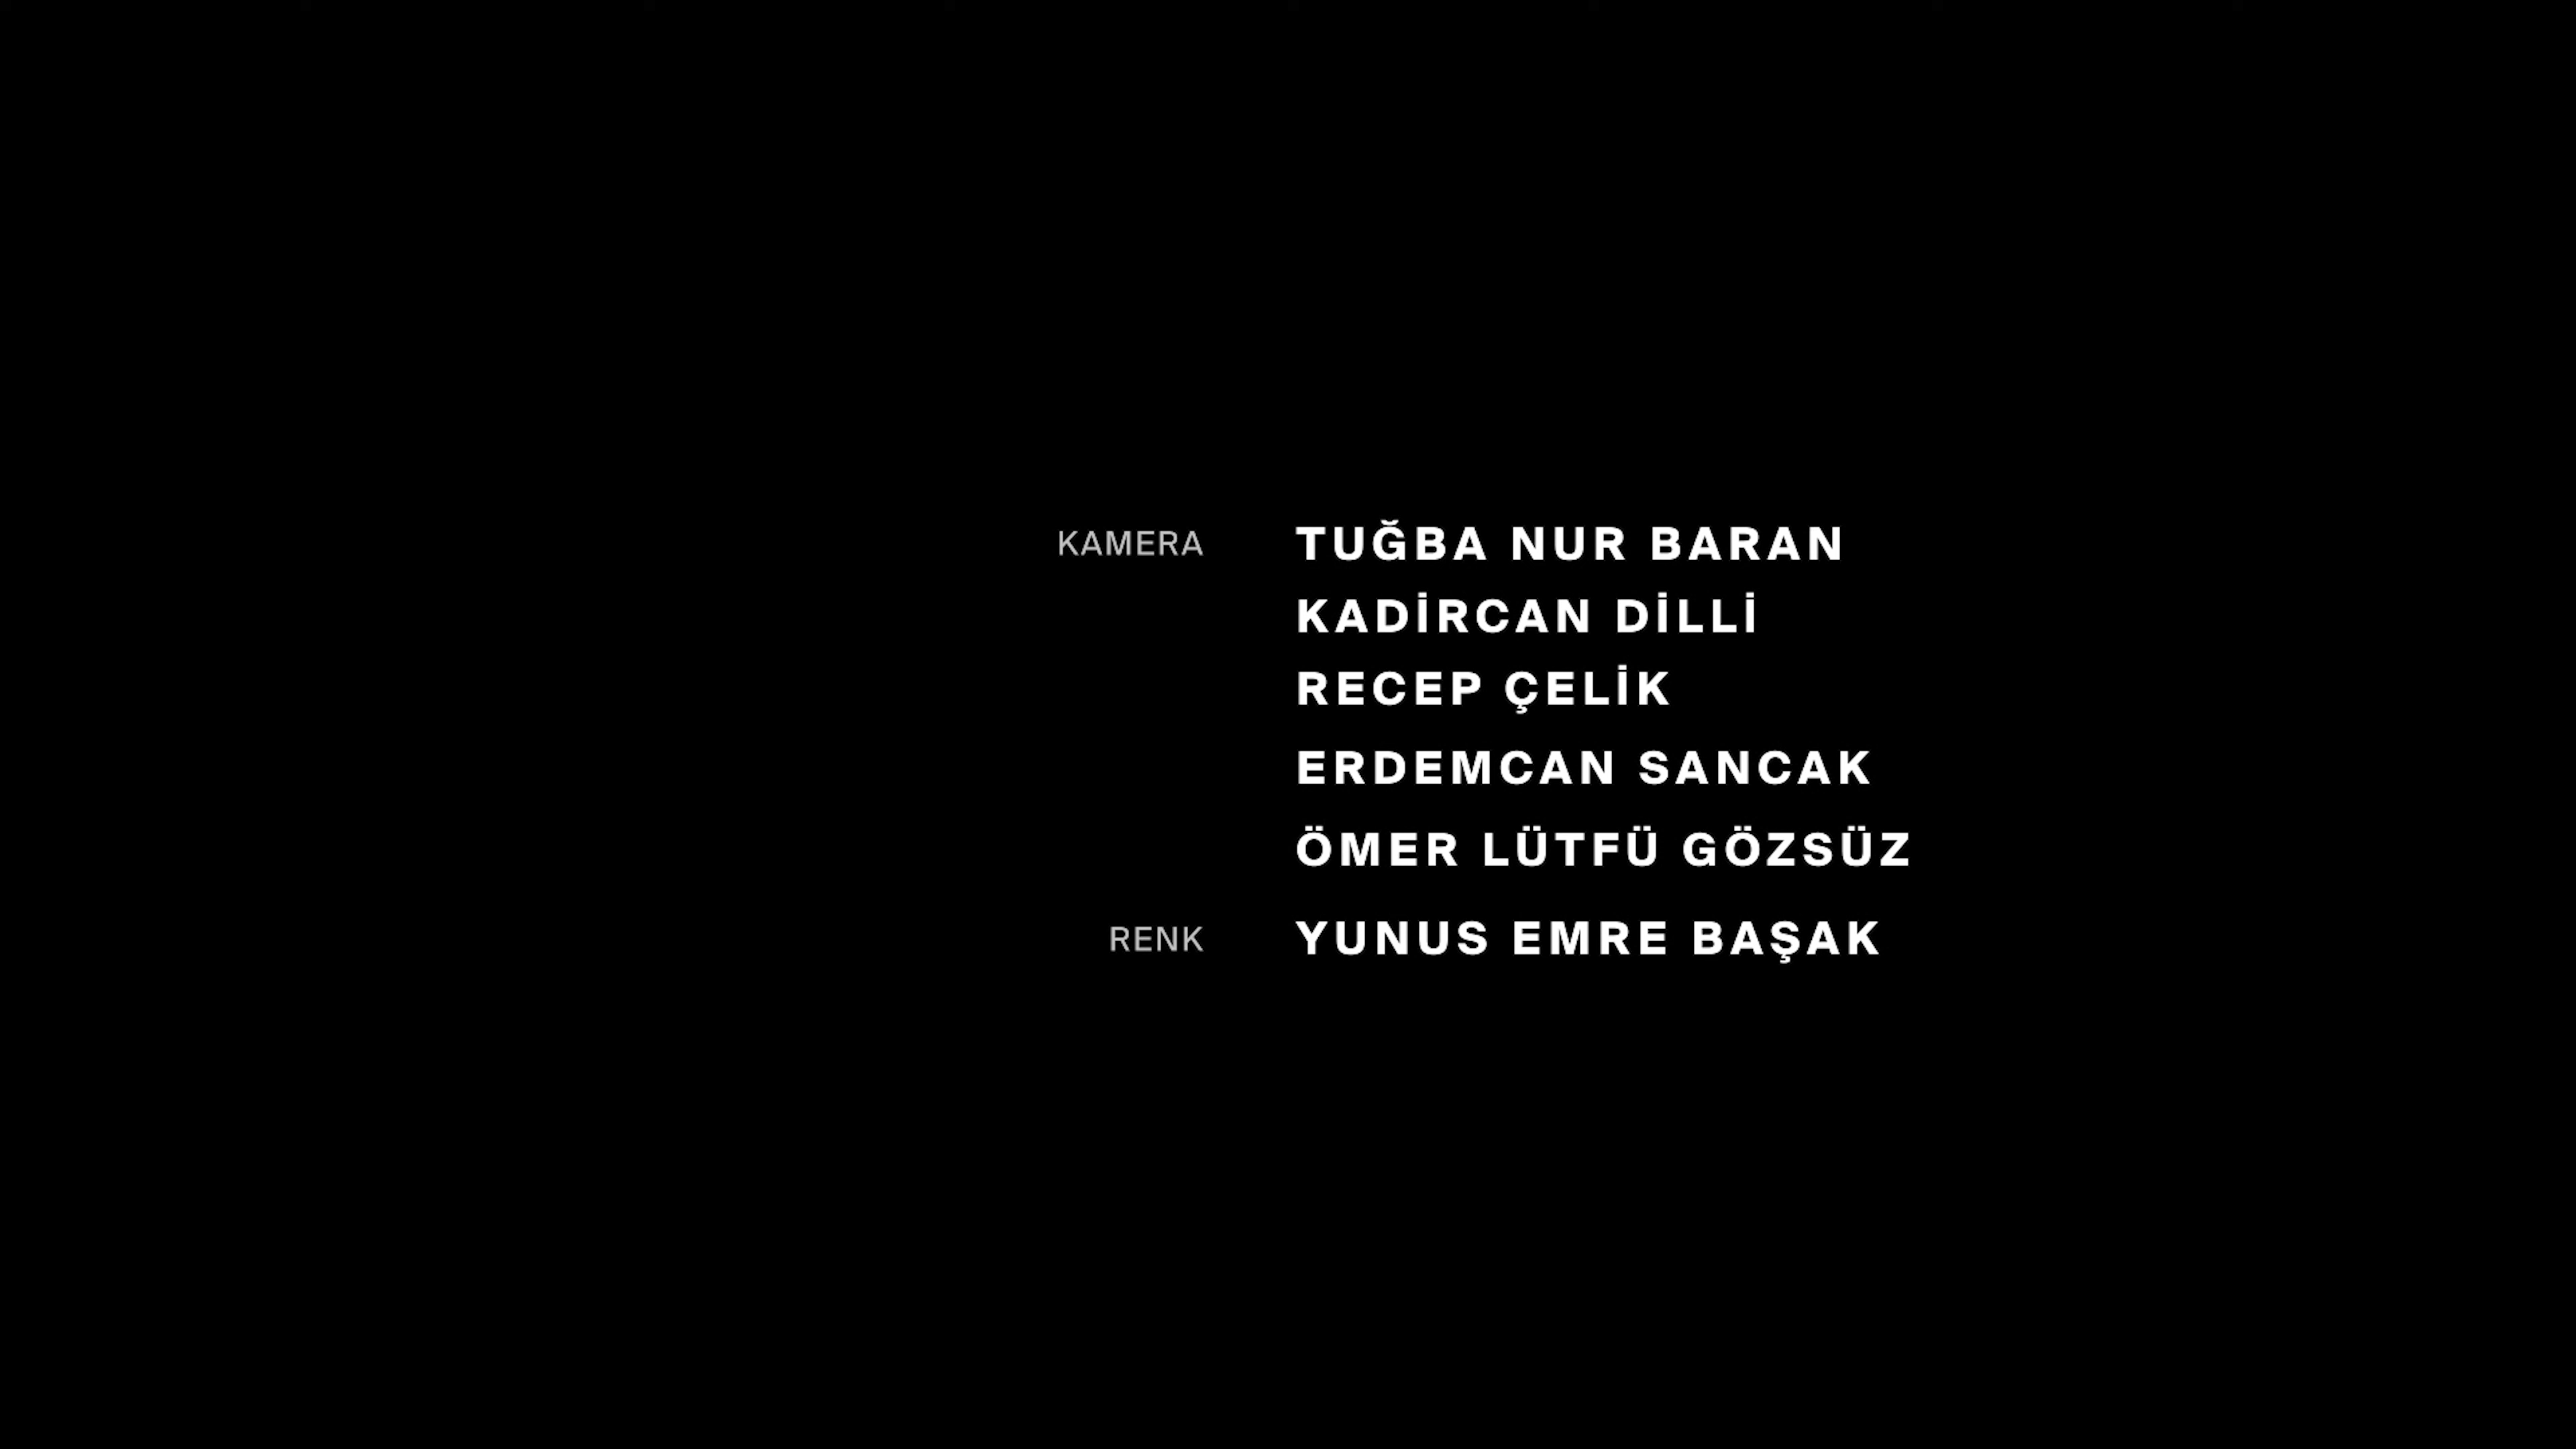 KAMERA TUĞBA NUR BARAN
KADİRCAN DİLLİ
RECEP ÇELİK
ERDEMCAN SANCAK
ÖMER LÜTFÜ GÖZSÜZ
RENK YUNUS EMRE BAŞAK